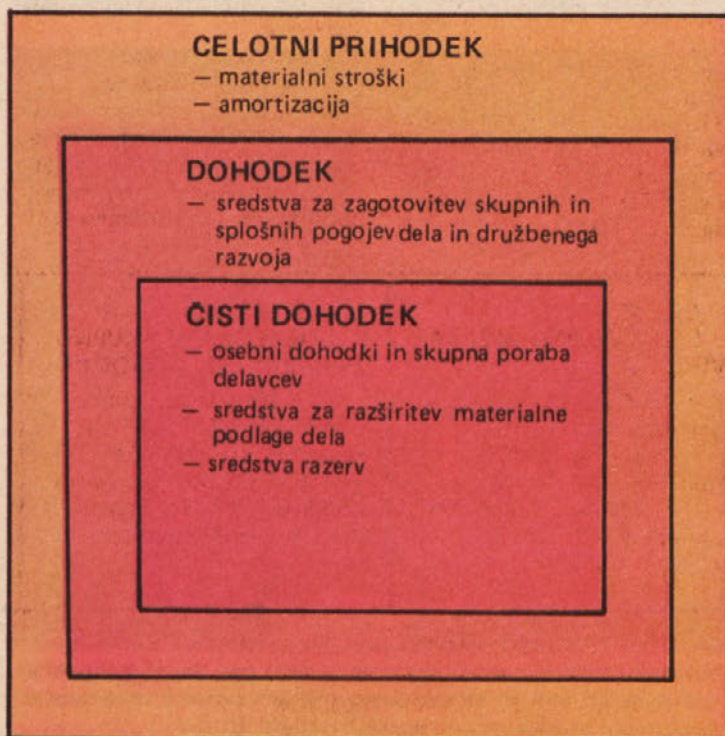 CELOTNI PRIHODEK
— materialni stroški
— amortizacija
DOHODEK
— sredstva za zagotovitev skupnih in
splošnih pogojev dela in družbenega
razvoja
ČISTI DOHODEK
— osebni dohodki in skupna poraba
delavcev
— sredstva za razširitev materialne
podlage dela
— sredstva razerv